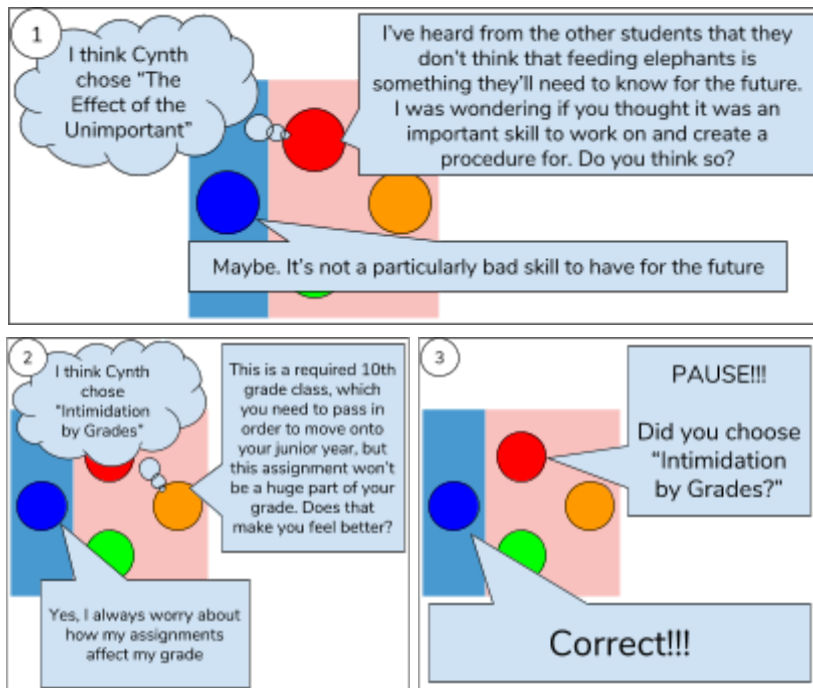 1
I think Cynth
chose "The
Effect of the
Unimportant"
I've heard from the other students that they
don't think that feeding elephants is
something they'll need to know for the future.
I was wondering if you thought it was an
important skill to work on and create a
procedure for. Do you think so?
Maybe. It's not a particularly bad skill to have for the future
2
I think Cynth
chose
"Intimidation
by Grades"
This is a required 10th
grade class, which
you need to pass in
order to move onto
your junior year, but
this assignment won't
be a huge part of your
grade. Does that
make you feel better?
Yes, I always worry about
how my assignments
affect my grade
3
PAUSE!!!
Did you choose
"Intimidation
by Grades?"
Correct!!!